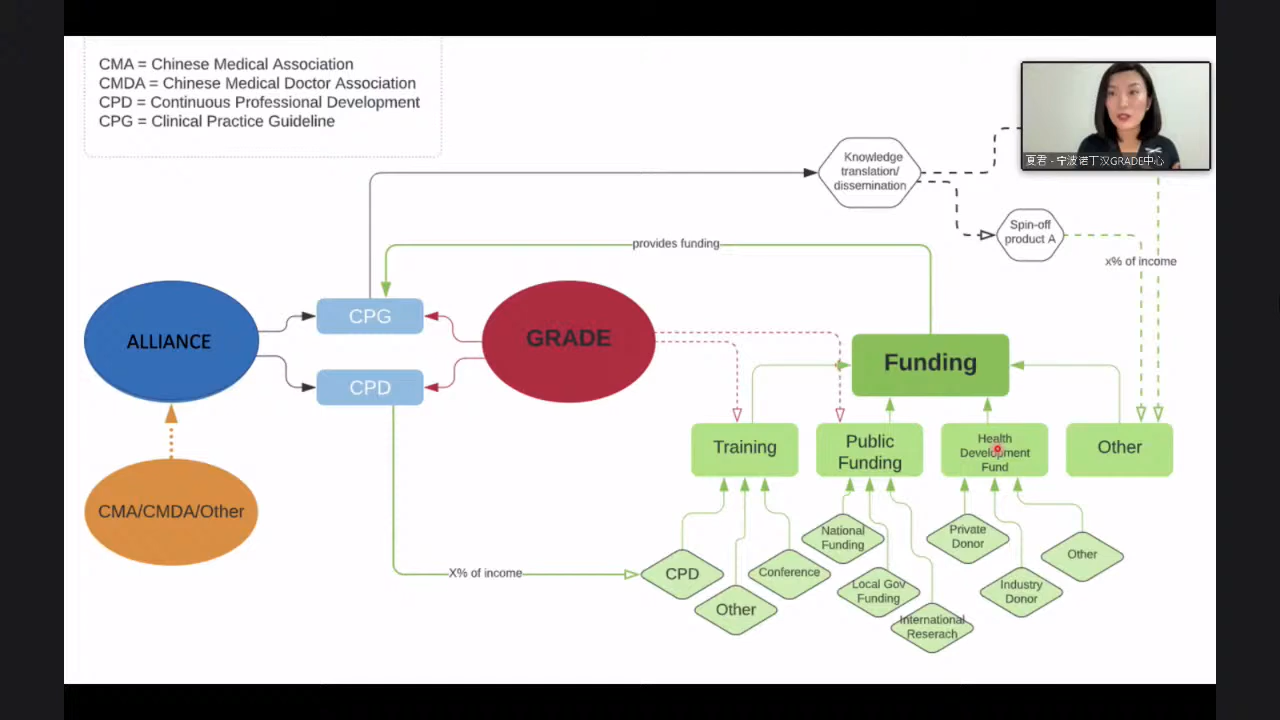 CMA = Chinese Medical Association
CMDA = Chinese Medical Doctor Association
CPD = Continuous Professional Development
CPG = Clinical Practice Guideline
夏君 - 宁波诺丁汉GRADE中心
Knowledge
translation/
dissemination
Spin-off
product A
provides funding
x% of income
CPG
ALLIANCE
GRADE
Funding
CPD
Training
Public
Funding
Health
Development
Fund
Other
CMA/CMDA/Other
National
Funding
Private
Donor
Other
X% of income
CPD
Conference
Local Gov
Funding
Industry
Donor
Other
International
Reserach